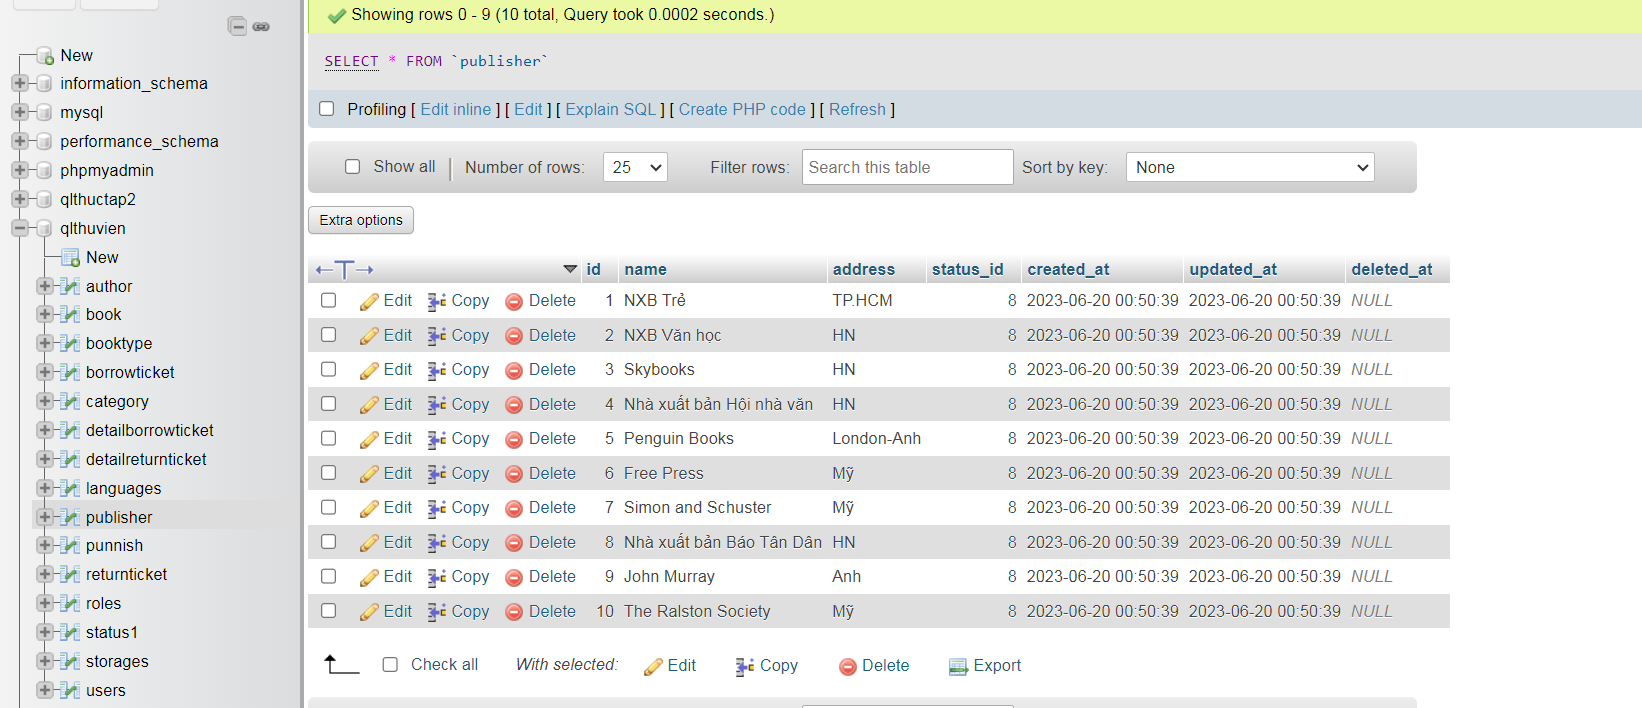 New
information_schema
mysql
performance_schema
phpmyadmin
qlthuctap2
qlthuvien
New
author
book
booktype
borrowticket
category
detailborrowticket
detailreturnticket
languages
publisher
punnish
returnticket
roles
status1
storages
users
Showing rows 0 - 9 (10 total, Query took 0.0002 seconds.)
SELECT * FROM `publisher`
Profiling [ Edit inline ] [ Edit ] [ Explain SQL ] [ Create PHP code ] [ Refresh ]
Show all Number of rows: 25 Filter rows: Search this table Sort by key: None
Extra options
id name address status_id created_at updated_at deleted_at
Edit Copy Delete 1 NXB Trẻ TP.HCM 8 2023-06-20 00:50:39 2023-06-20 00:50:39 NULL
Edit Copy Delete 2 NXB Văn học HN 8 2023-06-20 00:50:39 2023-06-20 00:50:39 NULL
Edit Copy Delete 3 Skybooks HN 8 2023-06-20 00:50:39 2023-06-20 00:50:39 NULL
Edit Copy Delete 4 Nhà xuất bản Hội nhà văn HN 8 2023-06-20 00:50:39 2023-06-20 00:50:39 NULL
Edit Copy Delete 5 Penguin Books London-Anh 8 2023-06-20 00:50:39 2023-06-20 00:50:39 NULL
Edit Copy Delete 6 Free Press Mỹ 8 2023-06-20 00:50:39 2023-06-20 00:50:39 NULL
Edit Copy Delete 7 Simon and Schuster Mỹ 8 2023-06-20 00:50:39 2023-06-20 00:50:39 NULL
Edit Copy Delete 8 Nhà xuất bản Báo Tân Dân HN 8 2023-06-20 00:50:39 2023-06-20 00:50:39 NULL
Edit Copy Delete 9 John Murray Anh 8 2023-06-20 00:50:39 2023-06-20 00:50:39 NULL
Edit Copy Delete 10 The Ralston Society Mỹ 8 2023-06-20 00:50:39 2023-06-20 00:50:39 NULL
Check all With selected: Edit Copy Delete Export